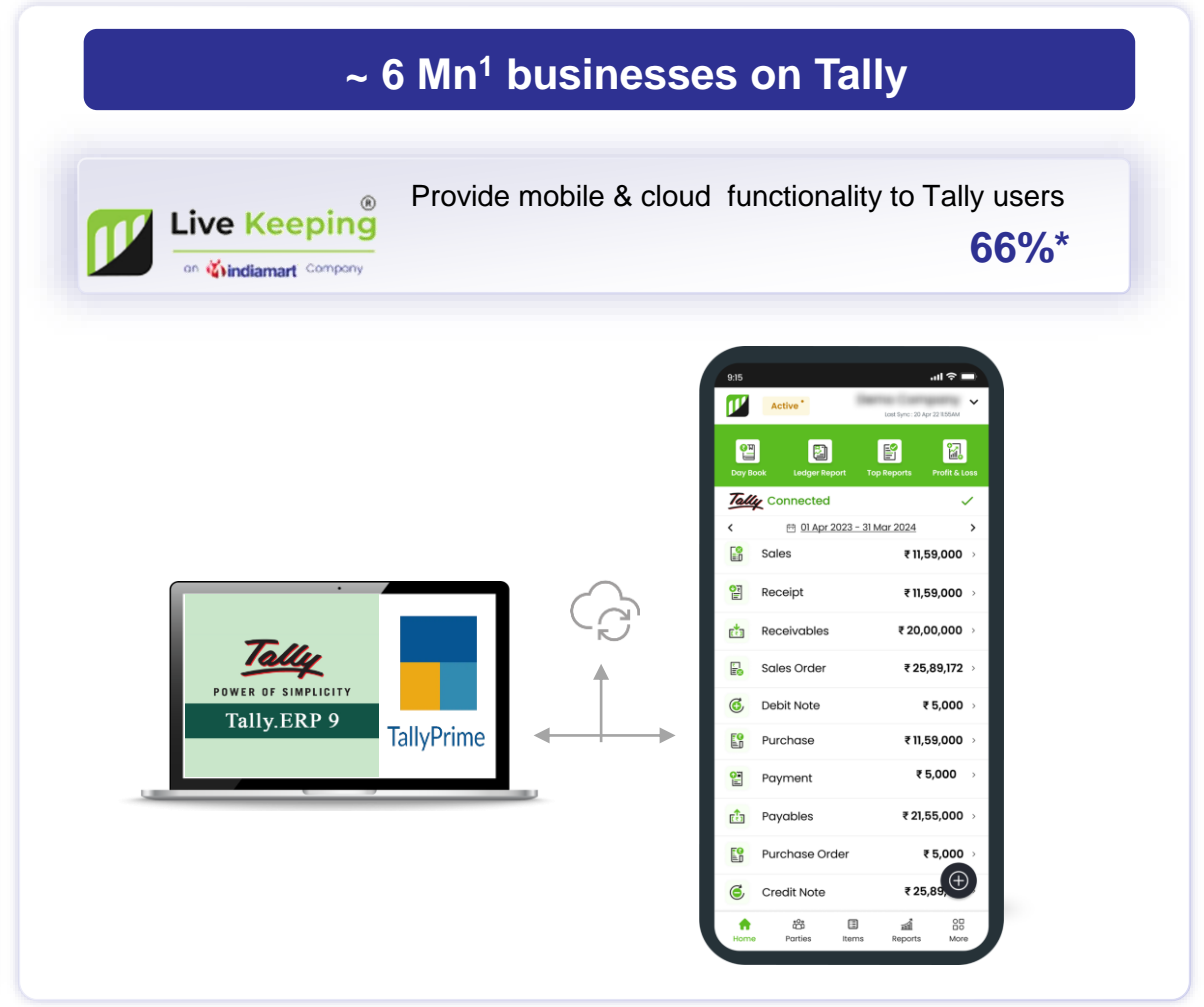 ~ 6 Mn¹ businesses on Tally
Provide mobile & cloud functionality to Tally users
66%*
Live Keeping®
an indiamart Company
9:15
Active
Last Sync: 20 Apr 22
Day Book Ledger Report Top Reports Profit & Loss
Tally Connected
01 Apr 2023 - 31 Mar 2024
Sales ₹ 11,59,000
Receipt ₹ 11,59,000
Receivables ₹ 20,00,000
Sales Order ₹ 25,89,172
Debit Note ₹ 5,000
Purchase ₹ 11,59,000
Payment ₹ 5,000
Payables ₹ 21,55,000
Purchase Order ₹ 5,000
Credit Note ₹ 25,89,
Home Parties Items Reports More
Tally
POWER OF SIMPLICITY
Tally.ERP 9
TallyPrime